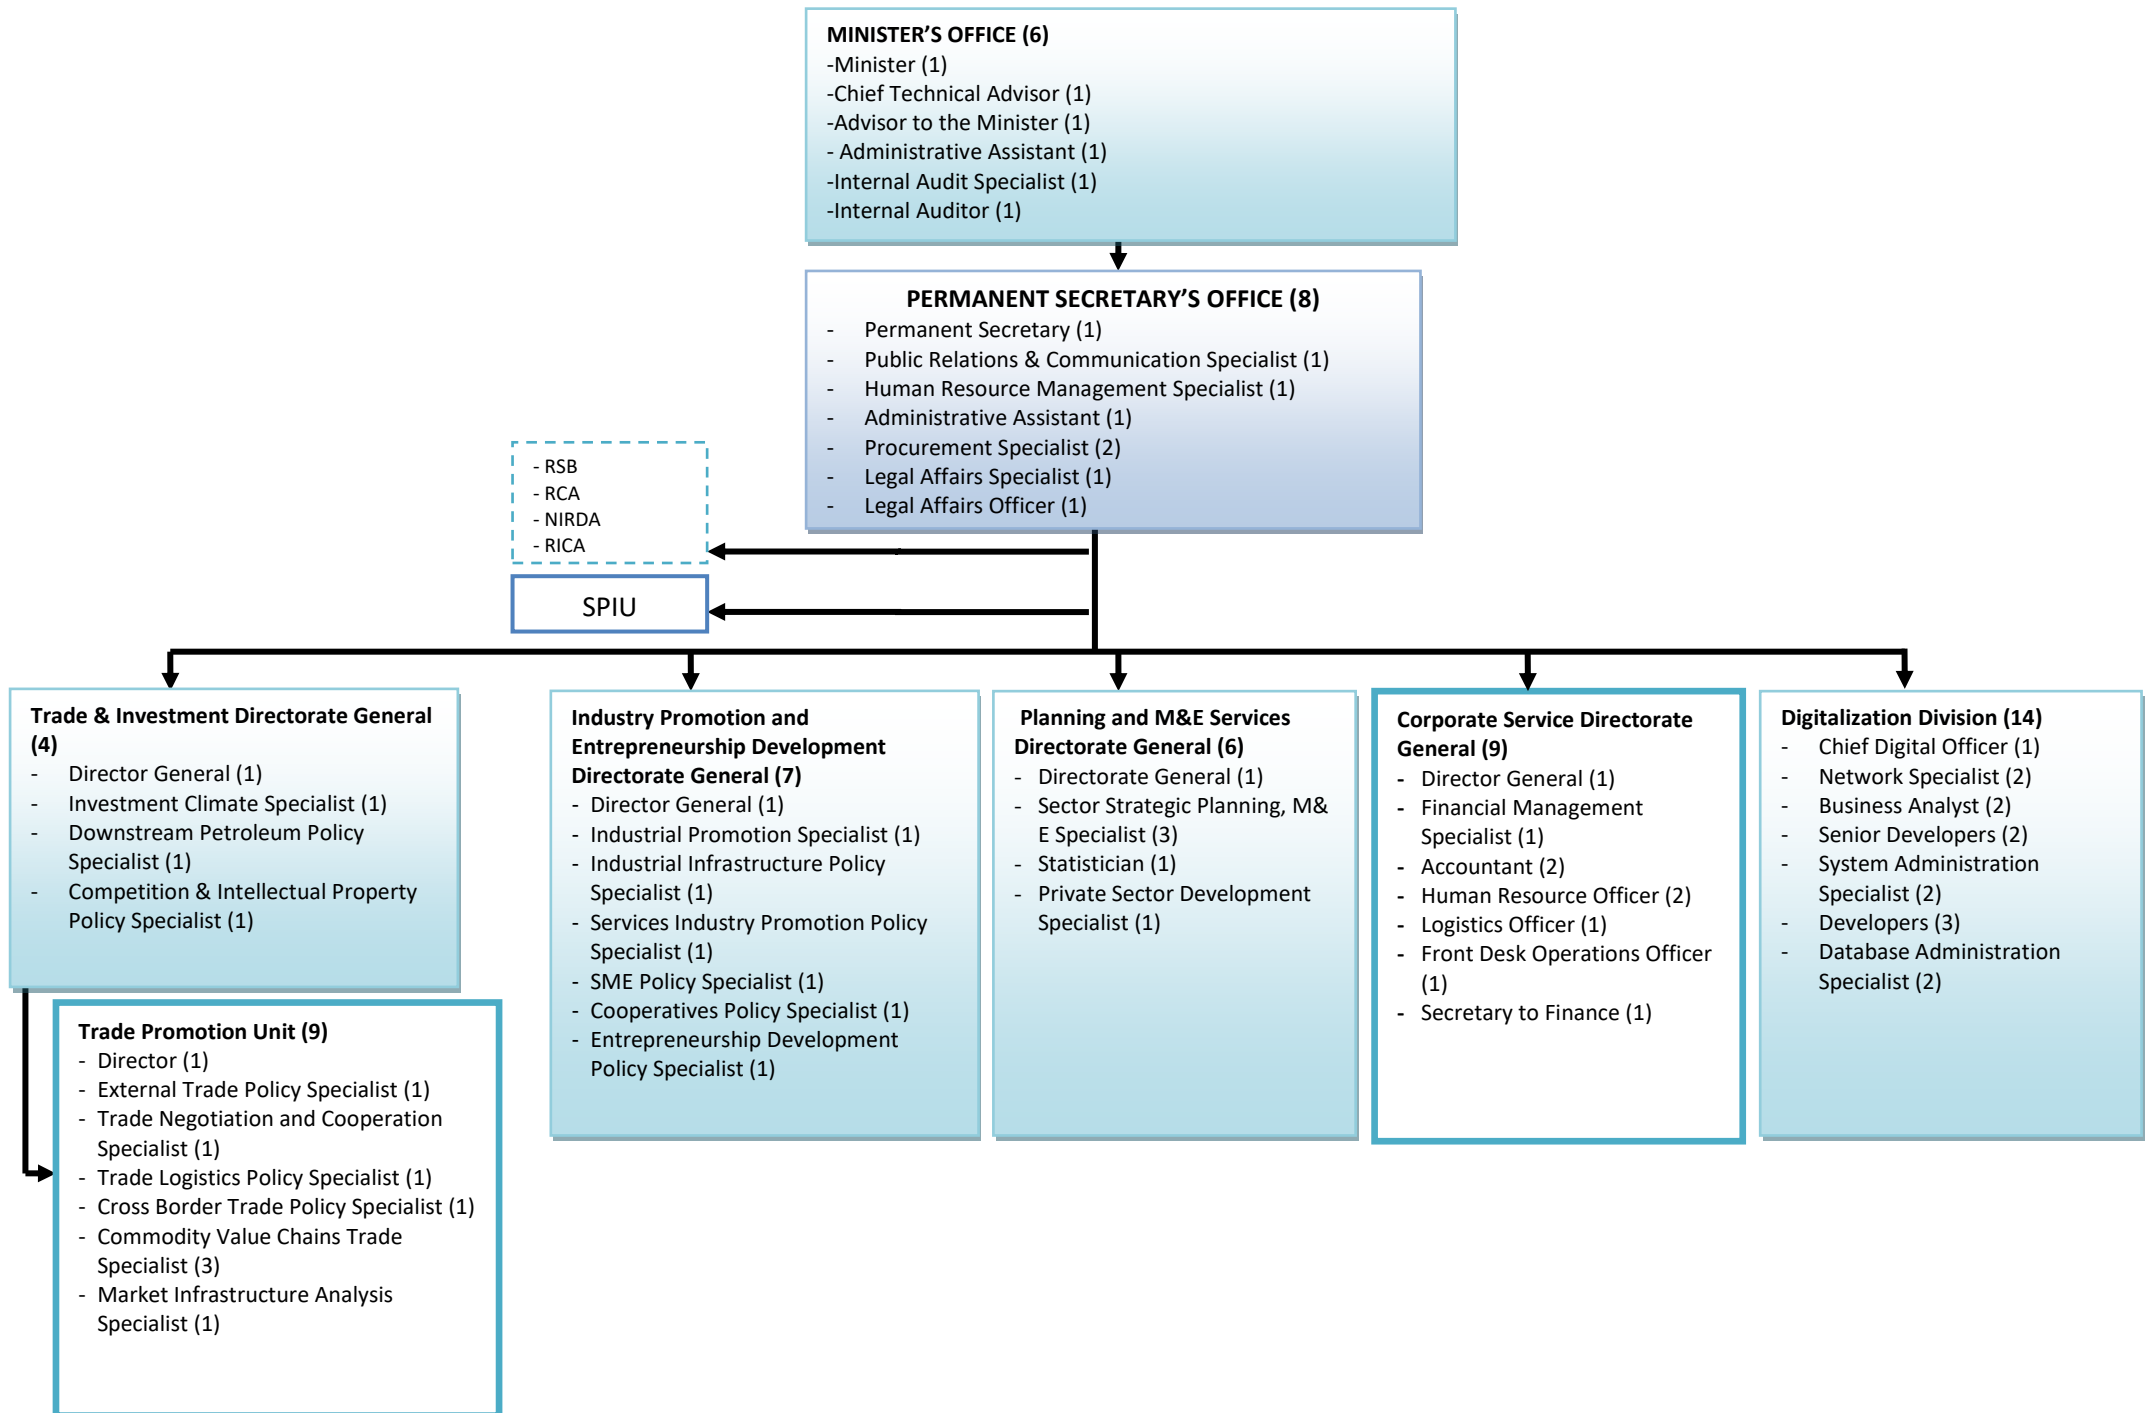 MINISTER’S OFFICE (6)
-Minister (1)
-Chief Technical Advisor (1)
-Advisor to the Minister (1)
- Administrative Assistant (1)
-Internal Audit Specialist (1)
-Internal Auditor (1)
PERMANENT SECRETARY’S OFFICE (8)
- Permanent Secretary (1)
- Public Relations & Communication Specialist (1)
- Human Resource Management Specialist (1)
- Administrative Assistant (1)
- Procurement Specialist (2)
- Legal Affairs Specialist (1)
- Legal Affairs Officer (1)
- RSB
- RCA
- NIRDA
- RICA
SPIU
Trade & Investment Directorate General
(4)
- Director General (1)
- Investment Climate Specialist (1)
- Downstream Petroleum Policy
Specialist (1)
- Competition & Intellectual Property
Policy Specialist (1)
Trade Promotion Unit (9)
- Director (1)
- External Trade Policy Specialist (1)
- Trade Negotiation and Cooperation
Specialist (1)
- Trade Logistics Policy Specialist (1)
- Cross Border Trade Policy Specialist (1)
- Commodity Value Chains Trade
Specialist (3)
- Market Infrastructure Analysis
Specialist (1)
Industry Promotion and
Entrepreneurship Development
Directorate General (7)
- Director General (1)
- Industrial Promotion Specialist (1)
- Industrial Infrastructure Policy
Specialist (1)
- Services Industry Promotion Policy
Specialist (1)
- SME Policy Specialist (1)
- Cooperatives Policy Specialist (1)
- Entrepreneurship Development
Policy Specialist (1)
Planning and M&E Services
Directorate General (6)
- Directorate General (1)
- Sector Strategic Planning, M&
E Specialist (3)
- Statistician (1)
- Private Sector Development
Specialist (1)
Corporate Service Directorate
General (9)
- Director General (1)
- Financial Management
Specialist (1)
- Accountant (2)
- Human Resource Officer (2)
- Logistics Officer (1)
- Front Desk Operations Officer
(1)
- Secretary to Finance (1)
Digitalization Division (14)
- Chief Digital Officer (1)
- Network Specialist (2)
- Business Analyst (2)
- Senior Developers (2)
- System Administration
Specialist (2)
- Developers (3)
- Database Administration
Specialist (2)